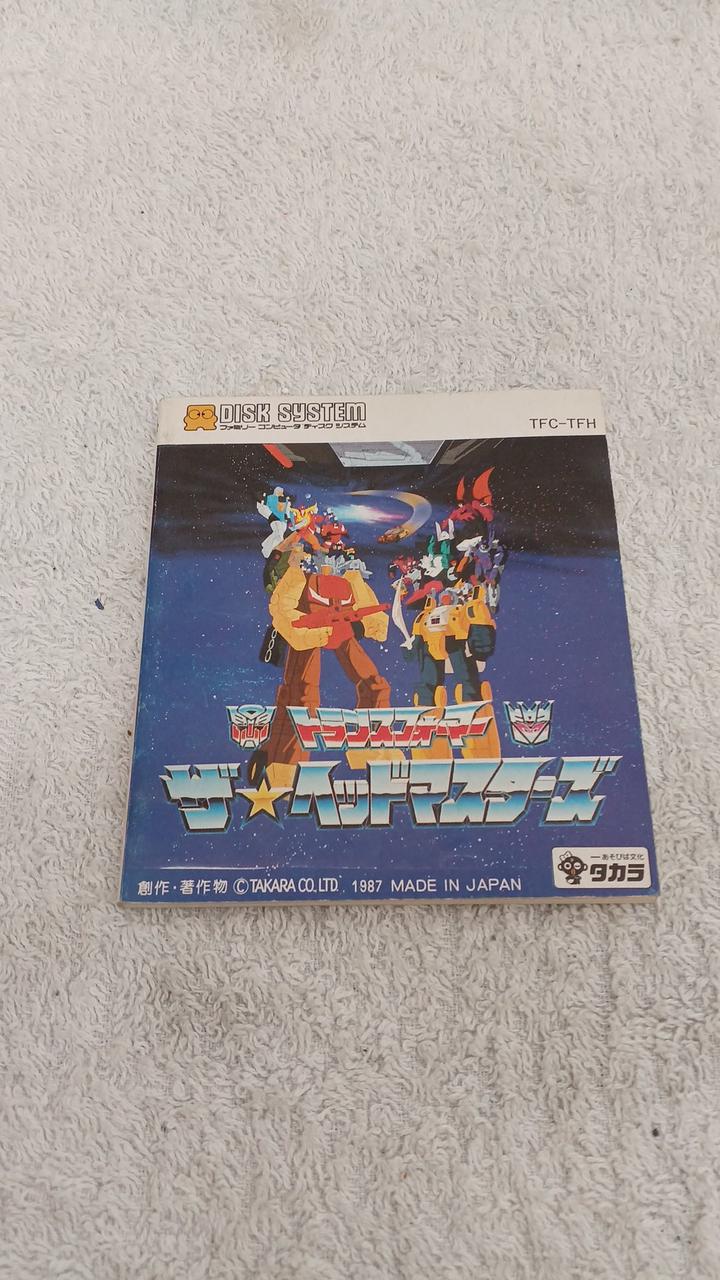 DISK SYSTEM
ファミリー コンピュータ ディスク システム
TFC-TFH
トランスフォーマー
ザ★ヘッドマスターズ
あそびは文化
タカラ
創作・著作物 ©TAKARA CO.,LTD. 1987 MADE IN JAPAN